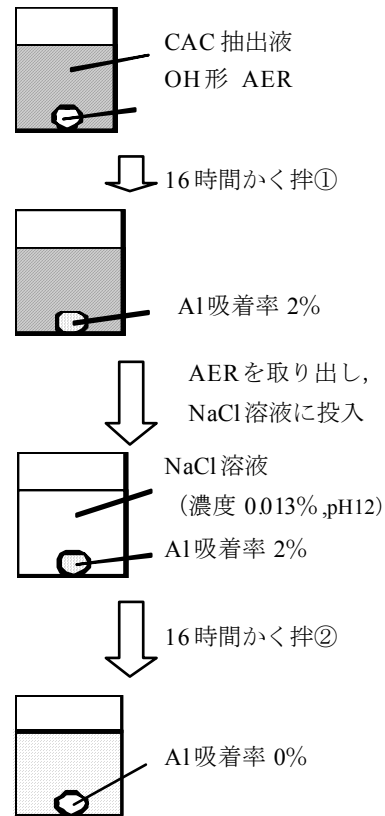 CAC 抽出液
OH形 AER
16時間かく拌①
Al吸着率 2%
AERを取り出し,
NaCl溶液に投入
NaCl溶液
（濃度 0.013%,pH12）
Al吸着率 2%
16時間かく拌②
Al吸着率 0%